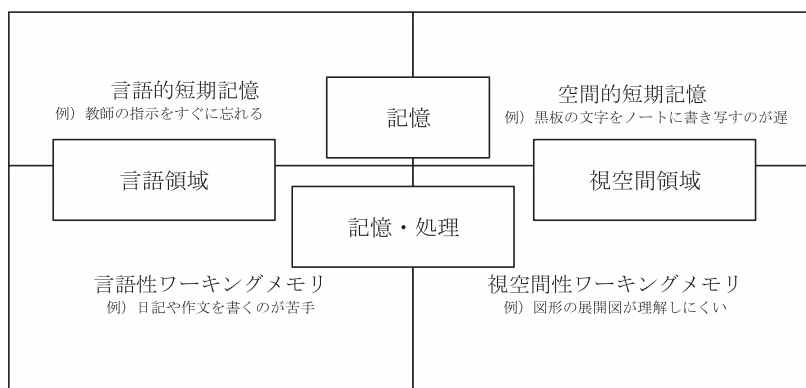 言語的短期記憶
例）教師の指示をすぐに忘れる
記憶
空間的短期記憶
例）黒板の文字をノートに書き写すのが遅
言語領域
視空間領域
記憶・処理
言語性ワーキングメモリ
例）日記や作文を書くのが苦手
視空間性ワーキングメモリ
例）図形の展開図が理解しにくい